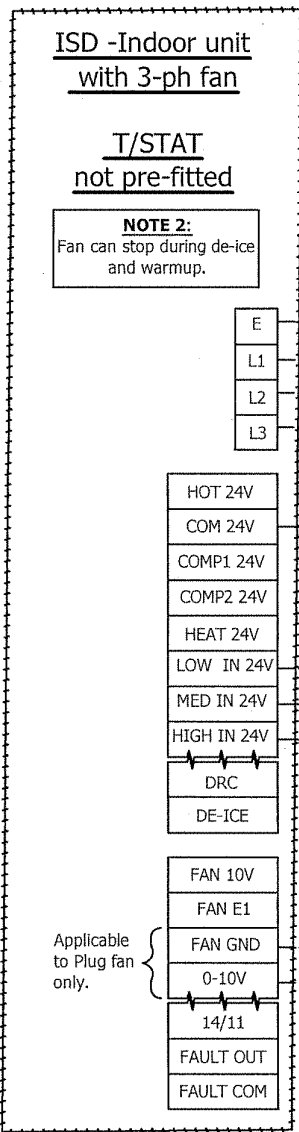 ISD -Indoor unit
with 3-ph fan
T/STAT
not pre-fitted
NOTE 2:
Fan can stop during de-ice
and warmup.
E
L1
L2
L3
HOT 24V
COM 24V
COMP1 24V
COMP2 24V
HEAT 24V
LOW IN 24V
MED IN 24V
HIGH IN 24V
DRC
DE-ICE
FAN 10V
FAN E1
Applicable
to Plug fan
only.
FAN GND
0-10V
14/11
FAULT OUT
FAULT COM